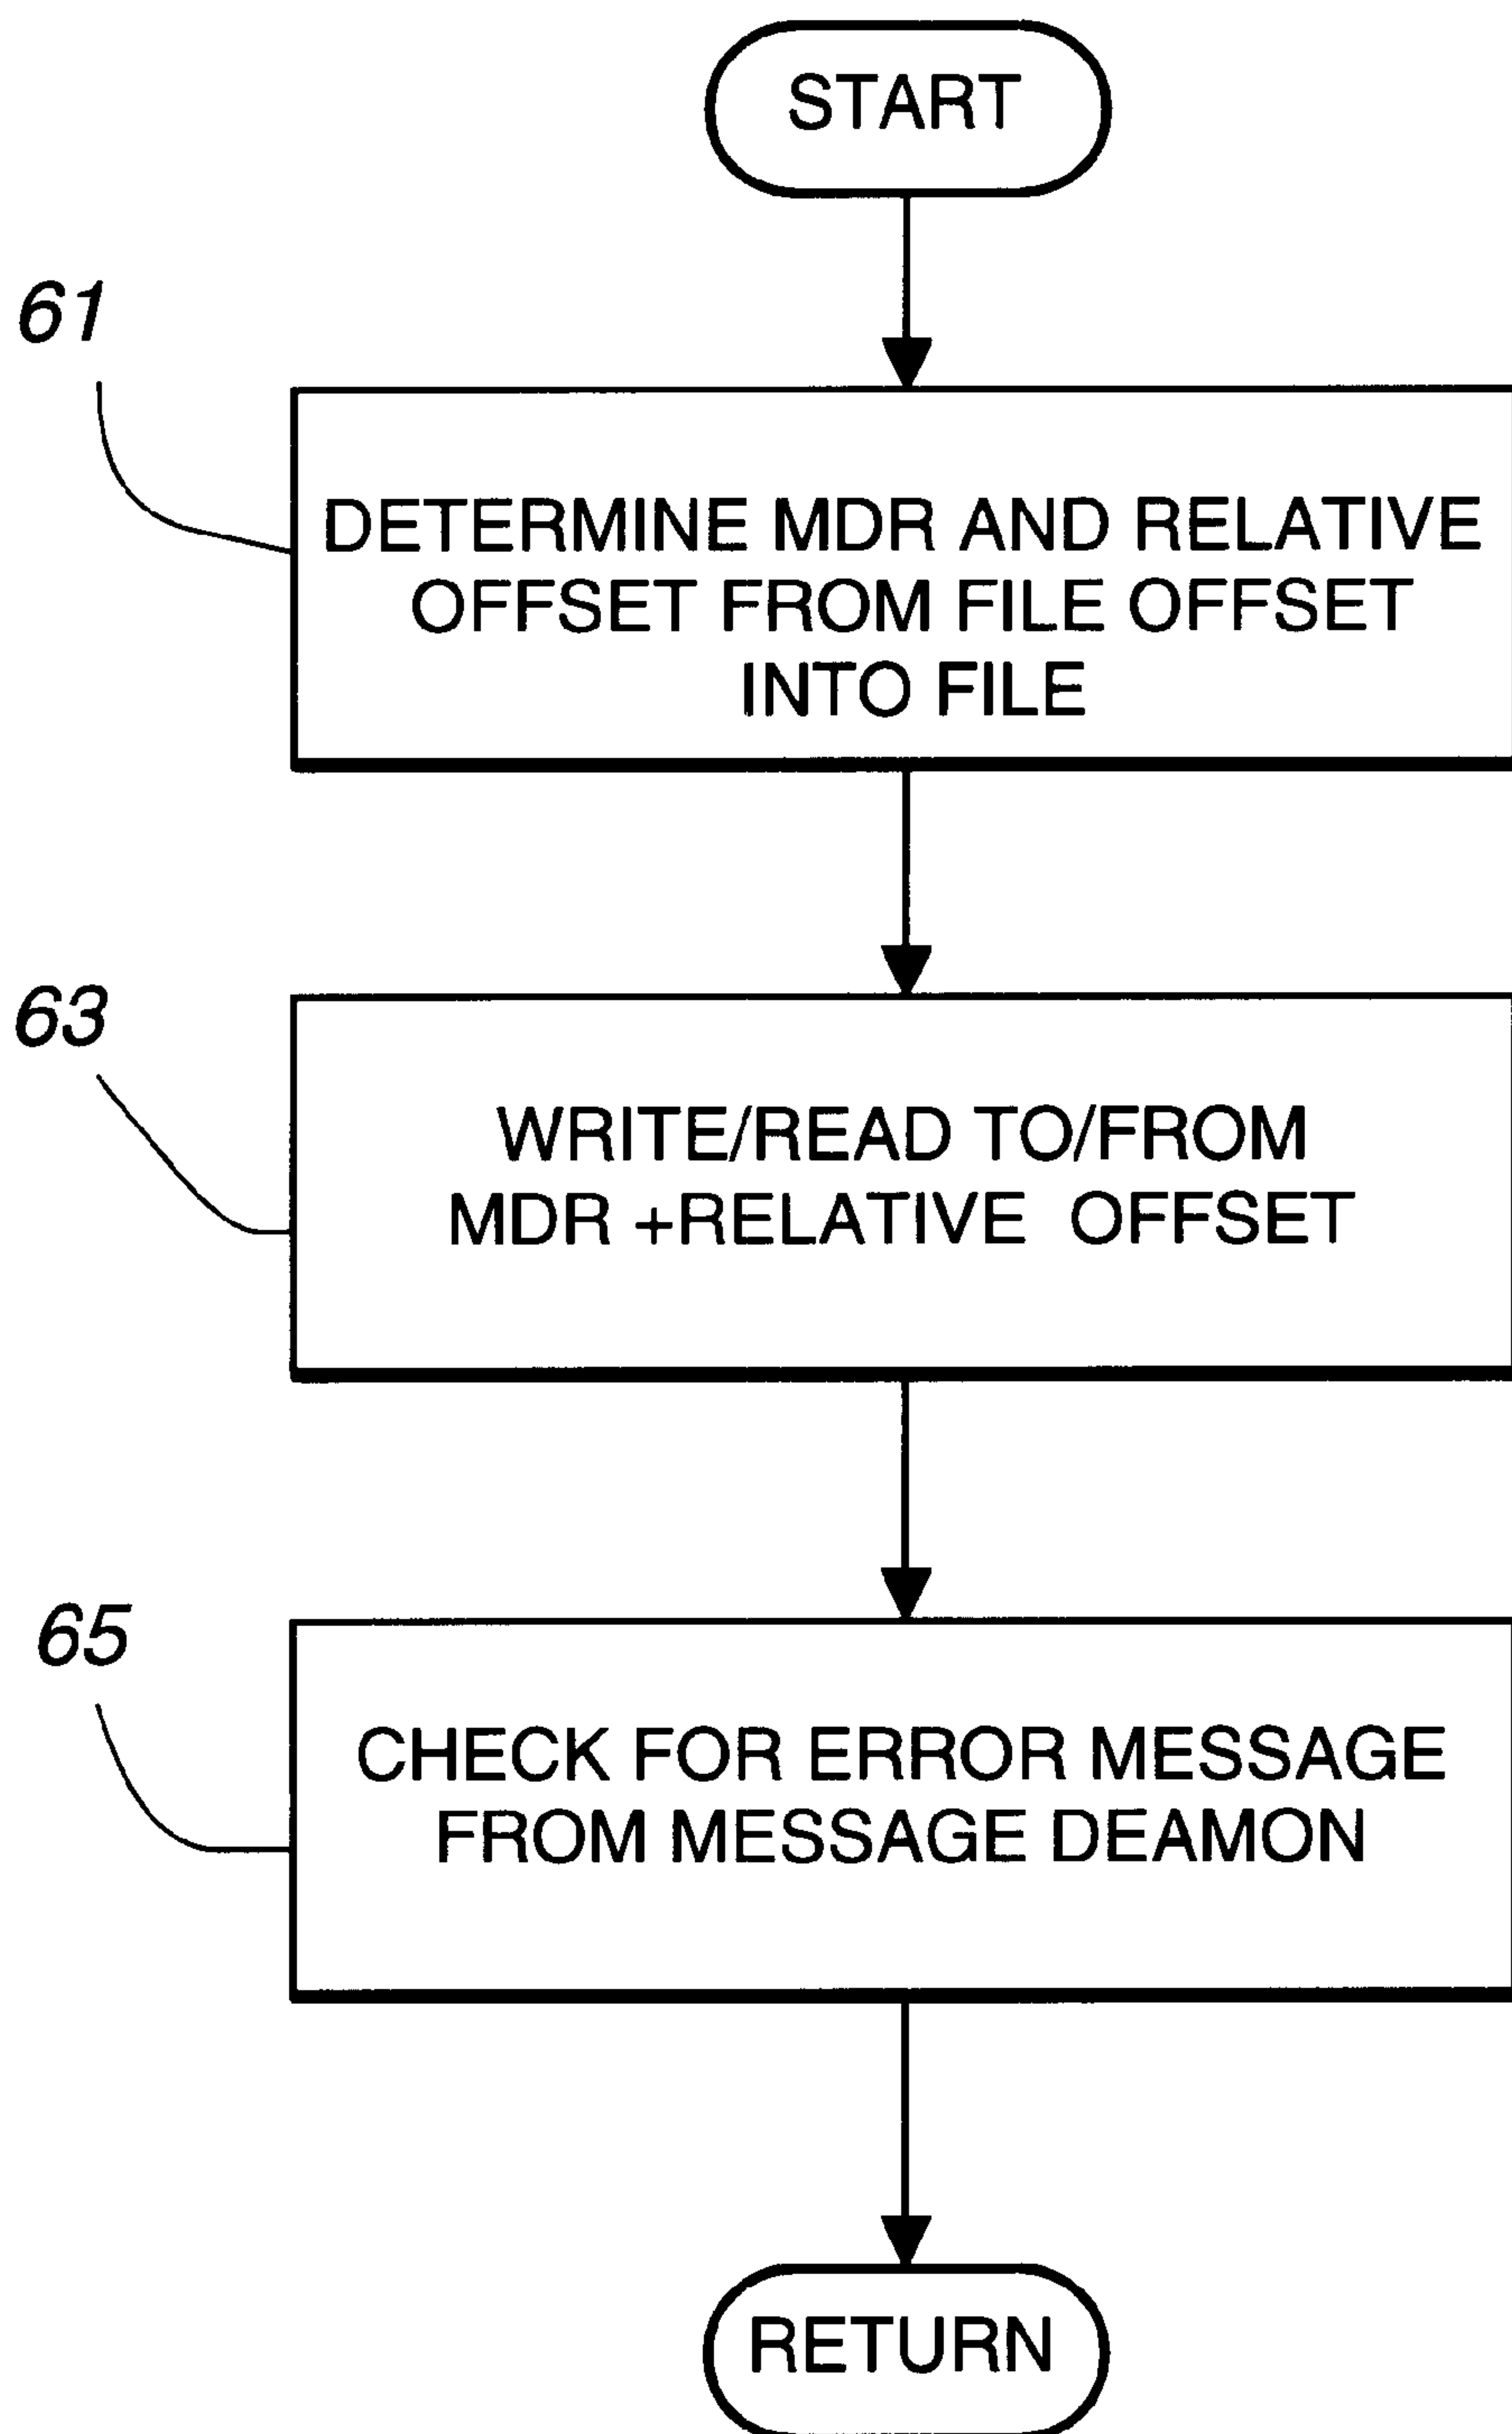 START
61
DETERMINE MDR AND RELATIVE
OFFSET FROM FILE OFFSET
INTO FILE
63
WRITE/READ TO/FROM
MDR +RELATIVE OFFSET
65
CHECK FOR ERROR MESSAGE
FROM MESSAGE DEAMON
RETURN